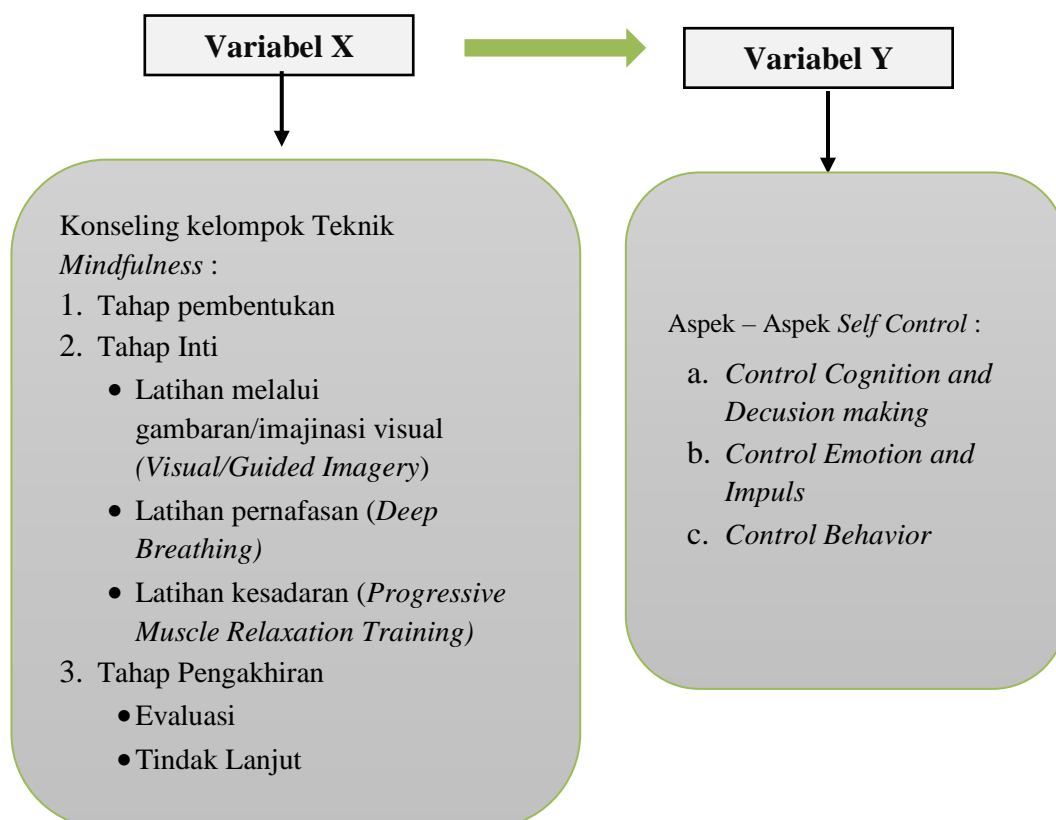 Variabel X
Variabel Y
Konseling kelompok Teknik
Mindfulness :
1. Tahap pembentukan
2. Tahap Inti
• Latihan melalui
gambaran/imajinasi visual
(Visual/Guided Imagery)
• Latihan pernafasan (Deep
Breathing)
• Latihan kesadaran (Progressive
Muscle Relaxation Training)
3. Tahap Pengakhiran
• Evaluasi
• Tindak Lanjut
Aspek – Aspek Self Control :
a. Control Cognition and
Decusion making
b. Control Emotion and
Impuls
c. Control Behavior